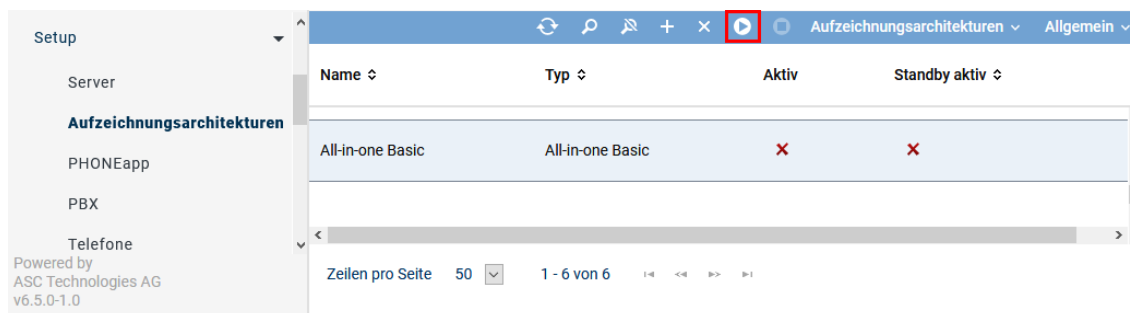 Setup
Server
Aufzeichnungsarchitekturen
PHONEapp
PBX
Telefone
Powered by
ASC Technologies AG
v6.5.0-1.0
Aufzeichnungsarchitekturen Allgemein
Name Typ Aktiv Standby aktiv
All-in-one Basic All-in-one Basic
Zeilen pro Seite 50 1 - 6 von 6